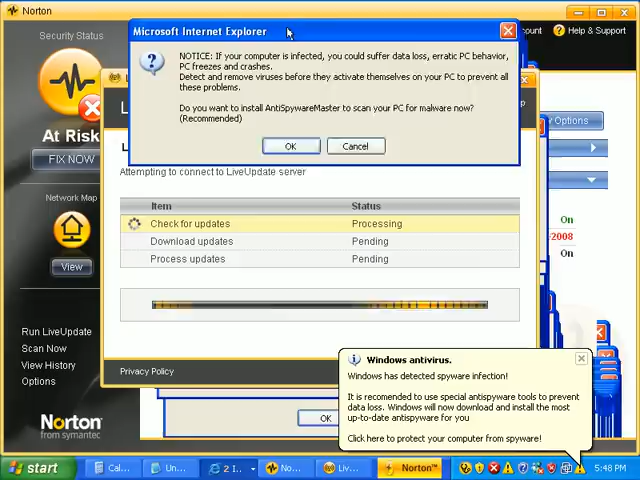 Norton
Microsoft Internet Explorer
NOTICE: If your computer is infected, you could suffer data loss, erratic PC behavior,
PC freezes and crashes.
Detect and remove viruses before they activate themselves on your PC to prevent all
these problems.
Do you want to install AntiSpywareMaster to scan your PC for malware now?
(Recommended)
OK
Cancel
ount
Help & Support
Security Status
At Risk
FIX NOW
Options
Network Map
View
Attempting to connect to LiveUpdate server
Item
Status
Check for updates
Processing
Download updates
Pending
Process updates
Pending
On
/2008
On
Run LiveUpdate
Scan Now
View History
Options
Privacy Policy
Norton
from symantec
OK
Windows antivirus.
Windows has detected spyware infection!
It is recomended to use special antispyware tools to prevent
data loss. Windows will now download and install the most
up-to-date antispyware for you
Click here to protect your computer from spyware!
start
Cal...
Un...
2 I...
No...
Liv...
Norton™
5:48 PM